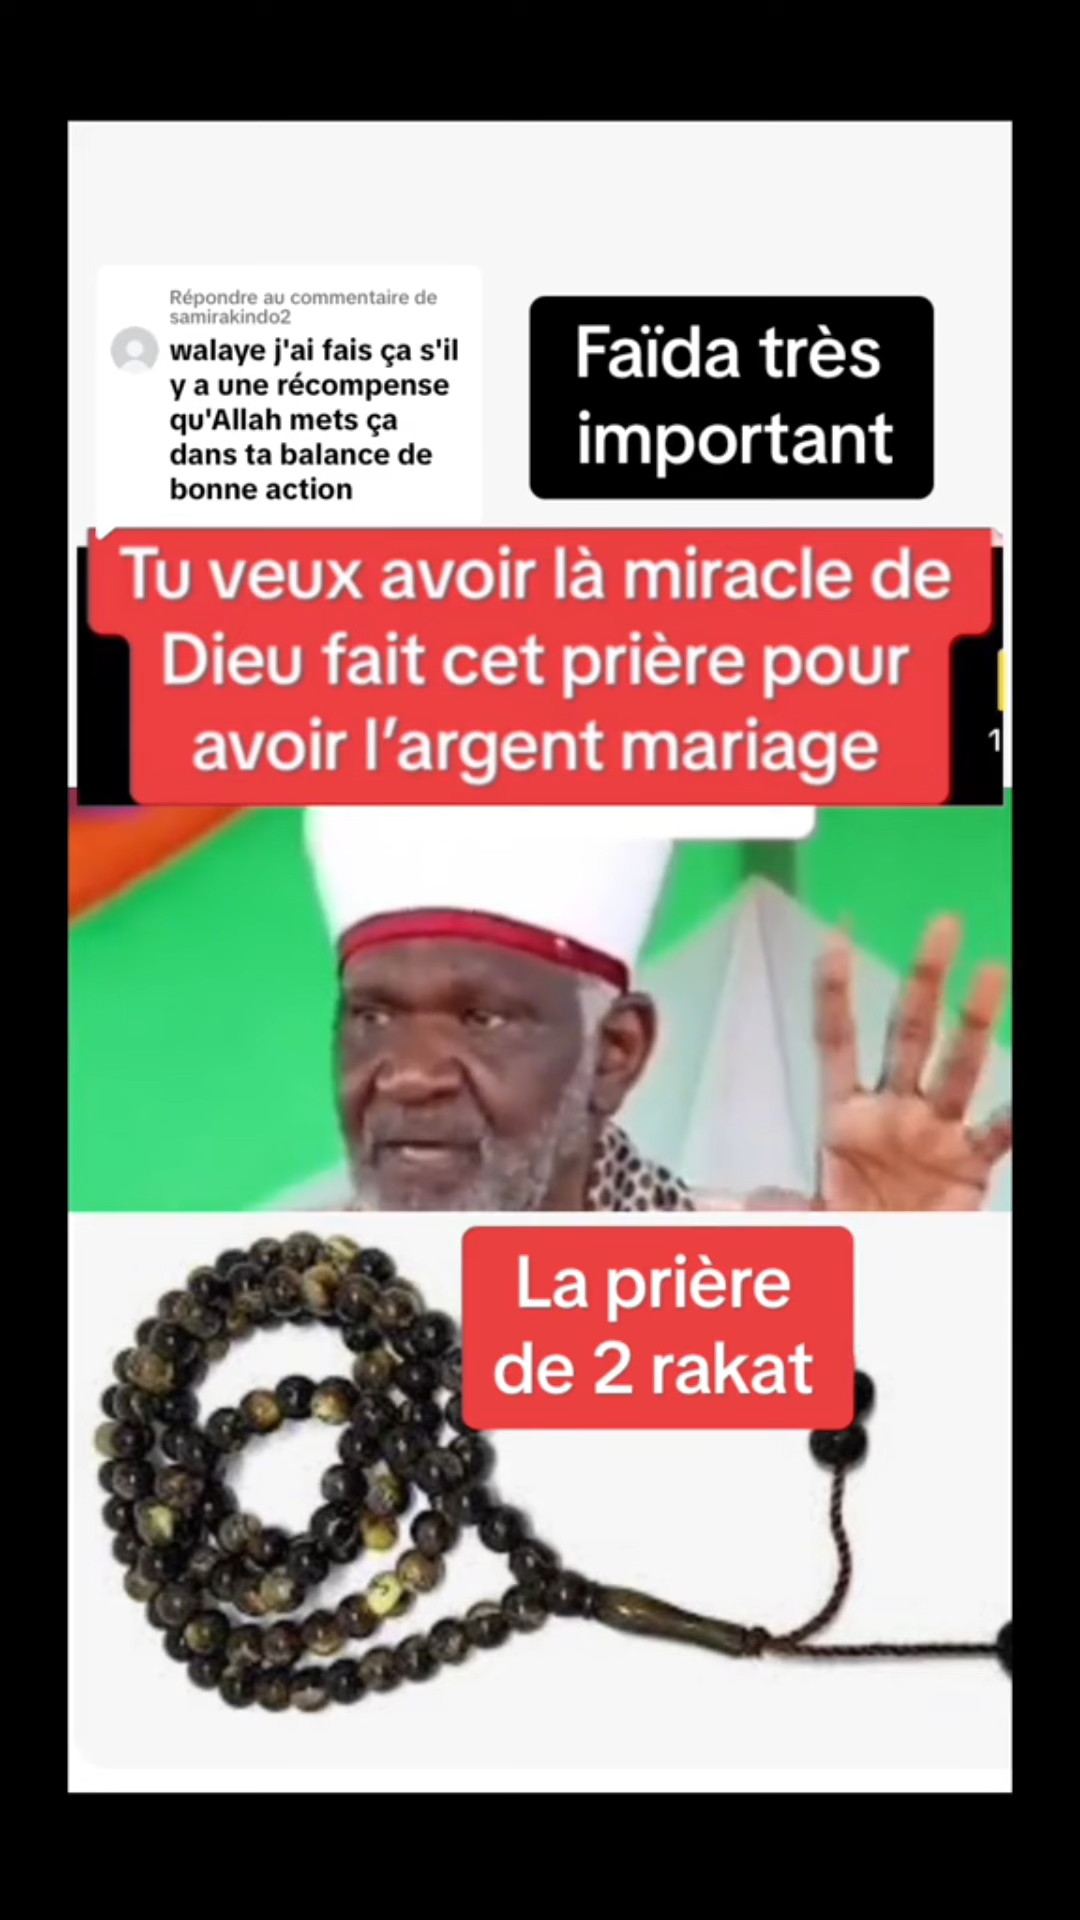 Répondre au commentaire de
samirakindo2
walaye j'ai fais ça s'il
y a une récompense
qu'Allah mets ça
dans ta balance de
bonne action
Faïda très
important
Tu veux avoir là miracle de
Dieu fait cet prière pour
avoir l’argent mariage
1
La prière
de 2 rakat